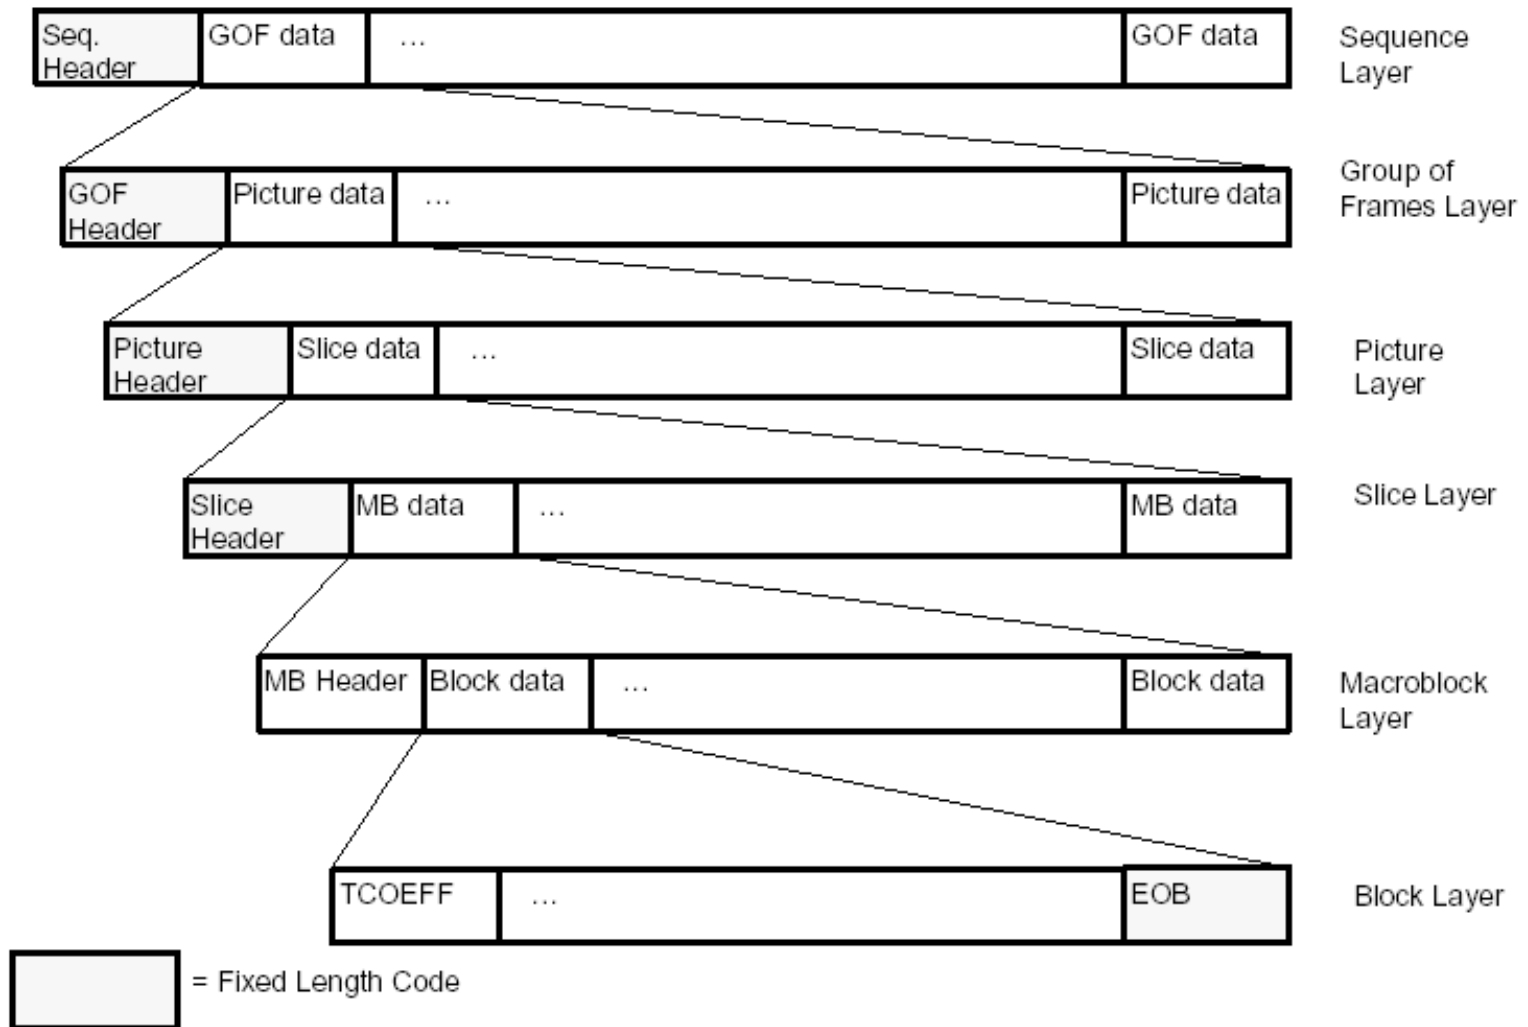 Seq.
Header
GOF data
...
GOF data
Sequence
Layer
GOF
Header
Picture data
...
Picture data
Group of
Frames Layer
Picture
Header
Slice data
...
Slice data
Picture
Layer
Slice
Header
MB data
...
MB data
Slice Layer
MB Header
Block data
...
Block data
Macroblock
Layer
TCOEFF
...
EOB
Block Layer
= Fixed Length Code